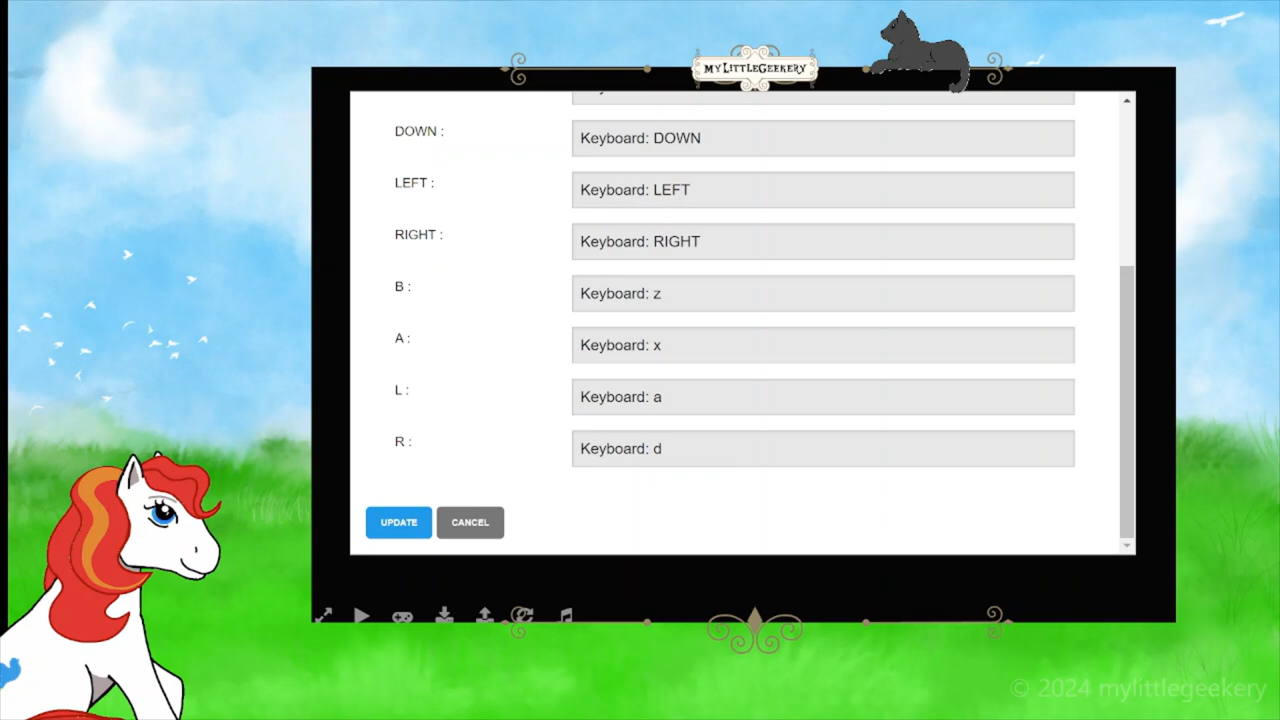 MYLITTLEGEEKERY
DOWN :
Keyboard: DOWN
LEFT :
Keyboard: LEFT
RIGHT :
Keyboard: RIGHT
B :
Keyboard: z
A :
Keyboard: x
L :
Keyboard: a
R :
Keyboard: d
UPDATE CANCEL
© 2024 mylittlegeekery